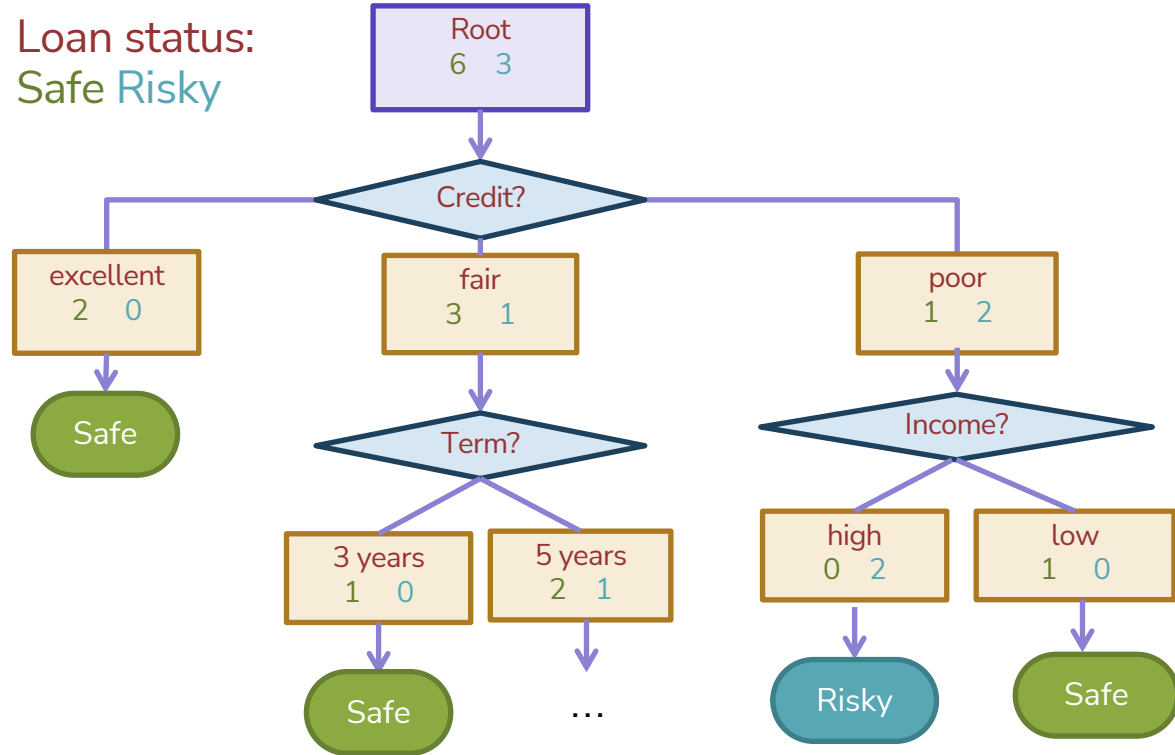 Loan status:
Safe Risky
Root
6 3
Credit?
excellent
2 0
fair
3 1
poor
1 2
Safe
Term?
Income?
3 years
1 0
5 years
2 1
high
0 2
low
1 0
Safe
...
Risky
Safe